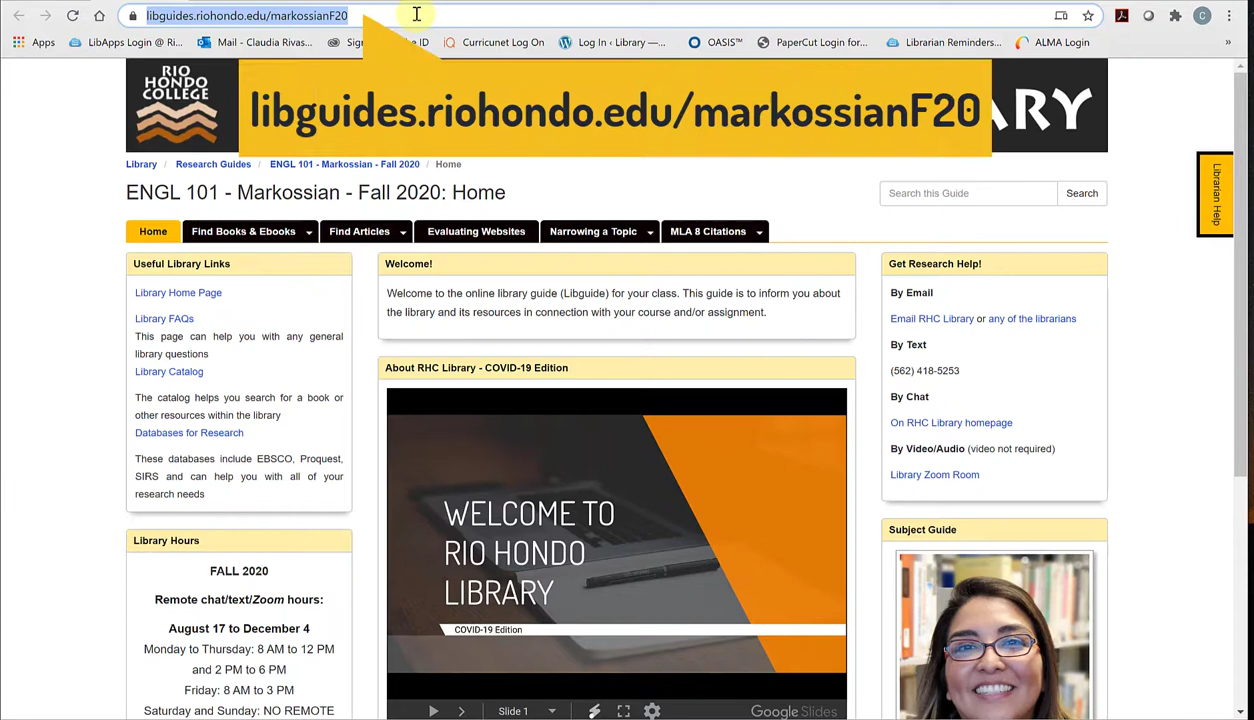 libguides.riohondo.edu/markossianF20
C
Apps
LibApps Login @ Ri...
Mail - Claudia Rivas...
Curricunet Log On
Log In ‹ Library —...
OASIS™
PaperCut Login for...
Librarian Reminders...
ALMA Login
»
RIO
HONDO
COLLEGE
libguides.riohondo.edu/markossianF20
Library / Research Guides / ENGL 101 - Markossian - Fall 2020 / Home
ENGL 101 - Markossian - Fall 2020: Home
Search this Guide
Search
Librarian Help
Home
Find Books & Ebooks
Find Articles
Evaluating Websites
Narrowing a Topic
MLA 8 Citations
Useful Library Links
Library Home Page
Library FAQs
This page can help you with any general
library questions
Library Catalog
The catalog helps you search for a book or
other resources within the library
Databases for Research
These databases include EBSCO, Proquest,
SIRS and can help you with all of your
research needs
Library Hours
FALL 2020
Remote chat/text/Zoom hours:
August 17 to December 4
Monday to Thursday: 8 AM to 12 PM
and 2 PM to 6 PM
Friday: 8 AM to 3 PM
Saturday and Sunday: NO REMOTE
Welcome!
Welcome to the online library guide (Libguide) for your class. This guide is to inform you about
the library and its resources in connection with your course and/or assignment.
About RHC Library - COVID-19 Edition
WELCOME TO
RIO HONDO
LIBRARY
COVID-19 Edition
Slide 1
Google Slides
Get Research Help!
By Email
Email RHC Library or any of the librarians
By Text
(562) 418-5253
By Chat
On RHC Library homepage
By Video/Audio (video not required)
Library Zoom Room
Subject Guide